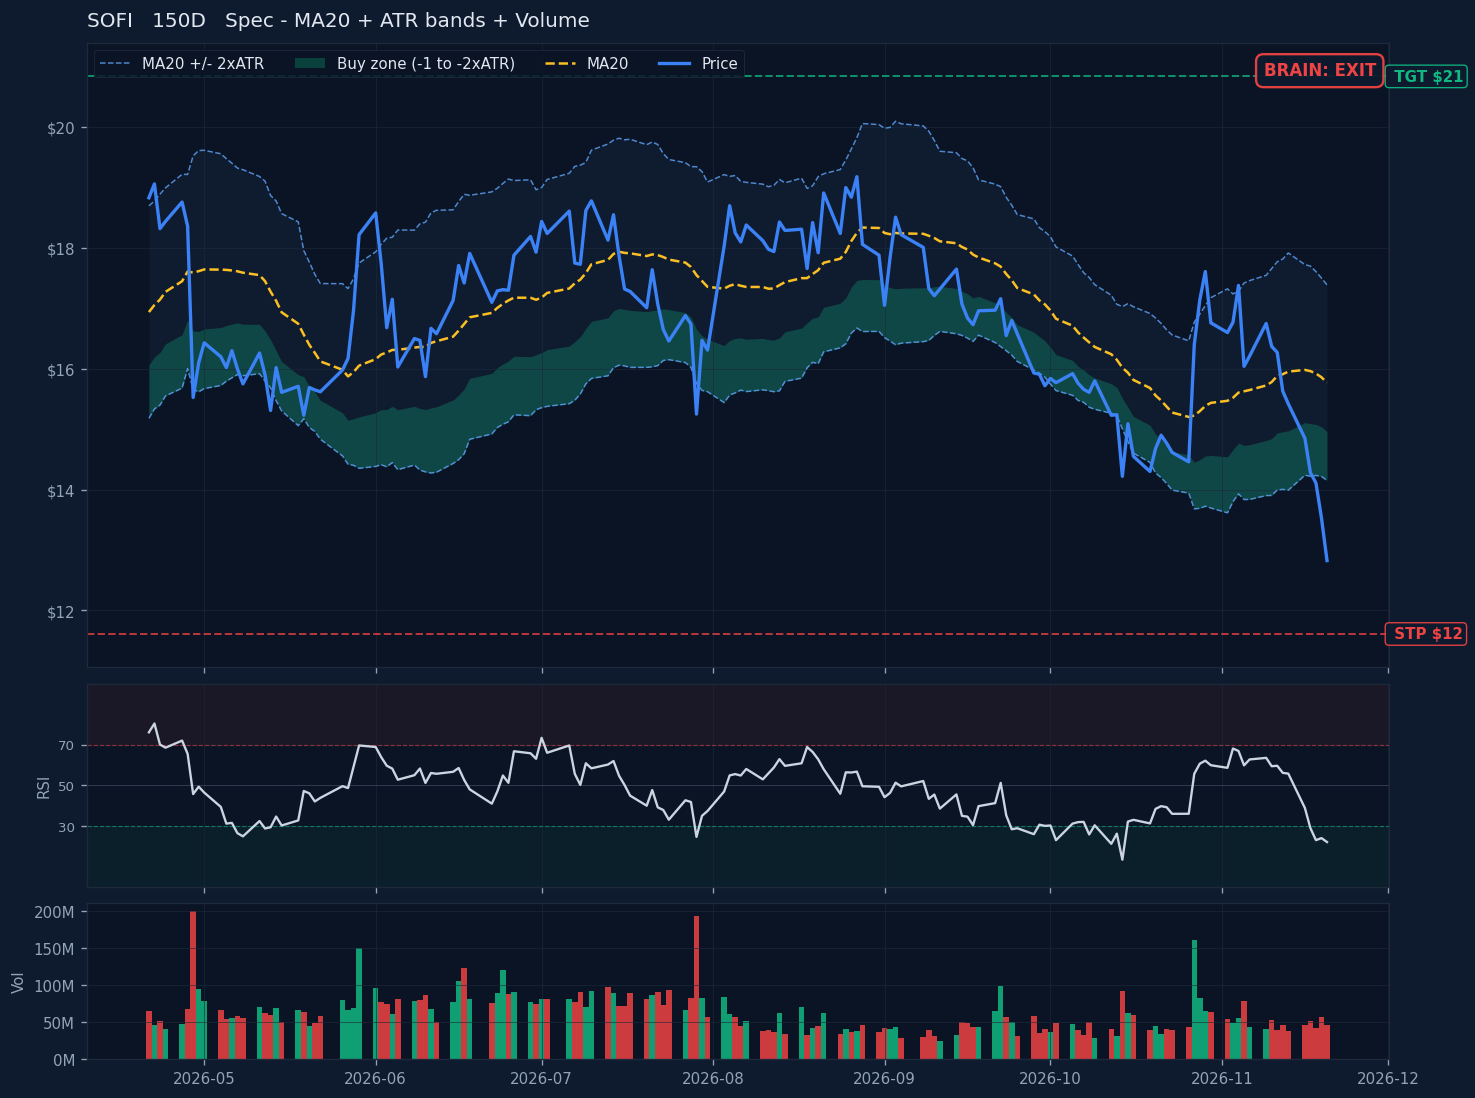 SOFI 150D Spec - MA20 + ATR bands + Volume
MA20 +/- 2xATR
Buy zone (-1 to -2xATR)
MA20
Price
BRAIN: EXIT
TGT $21
$20
$18
$16
$14
$12
STP $12
RSI
70
50
30
Vol
200M
150M
100M
50M
0M
2026-05
2026-06
2026-07
2026-08
2026-09
2026-10
2026-11
2026-12